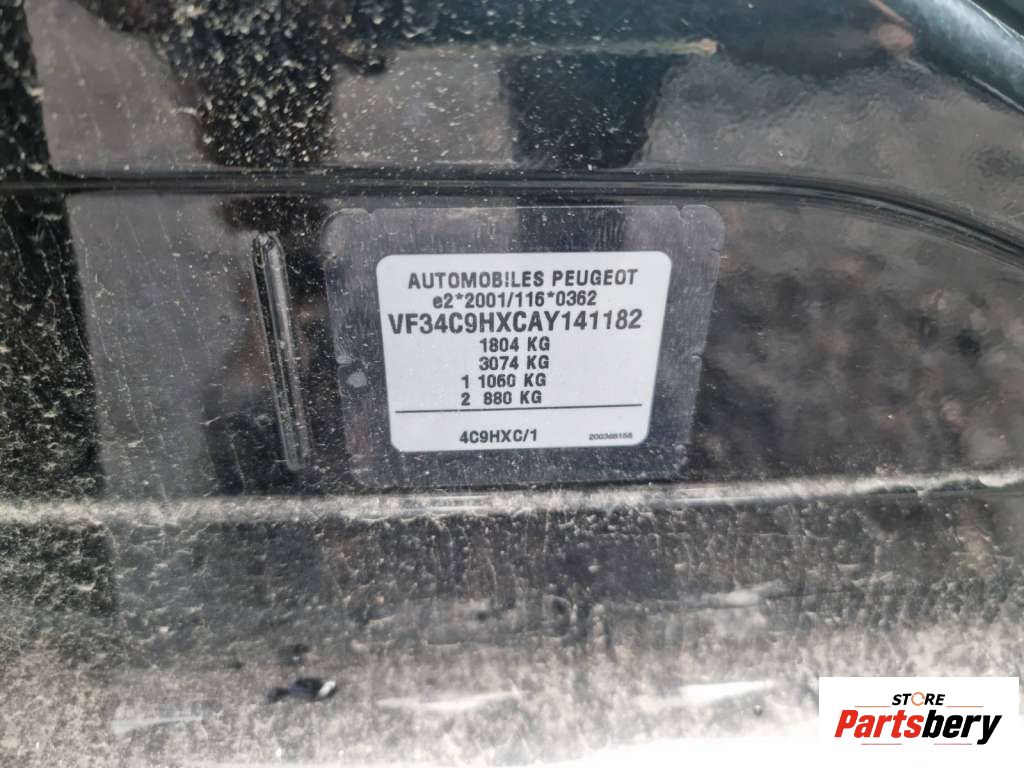 AUTOMOBILES PEUGEOT
e2*2001/116*0362
VF34C9HXCAY141182
1804 KG
3074 KG
1 1060 KG
2 880 KG
4C9HXC/1
200368158
STORE
Partsbery